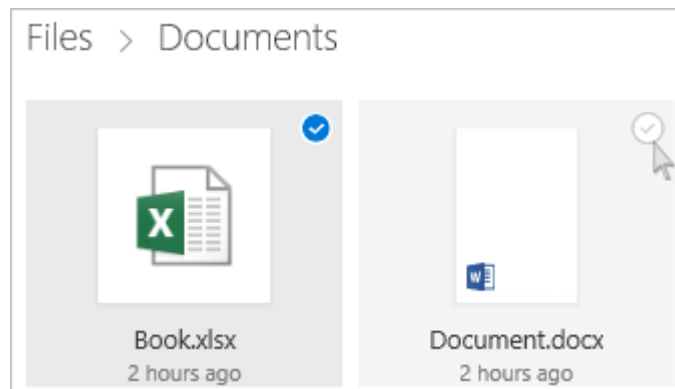 Files > Documents
X
W
Book.xlsx
Document.docx
2 hours ago
2 hours ago